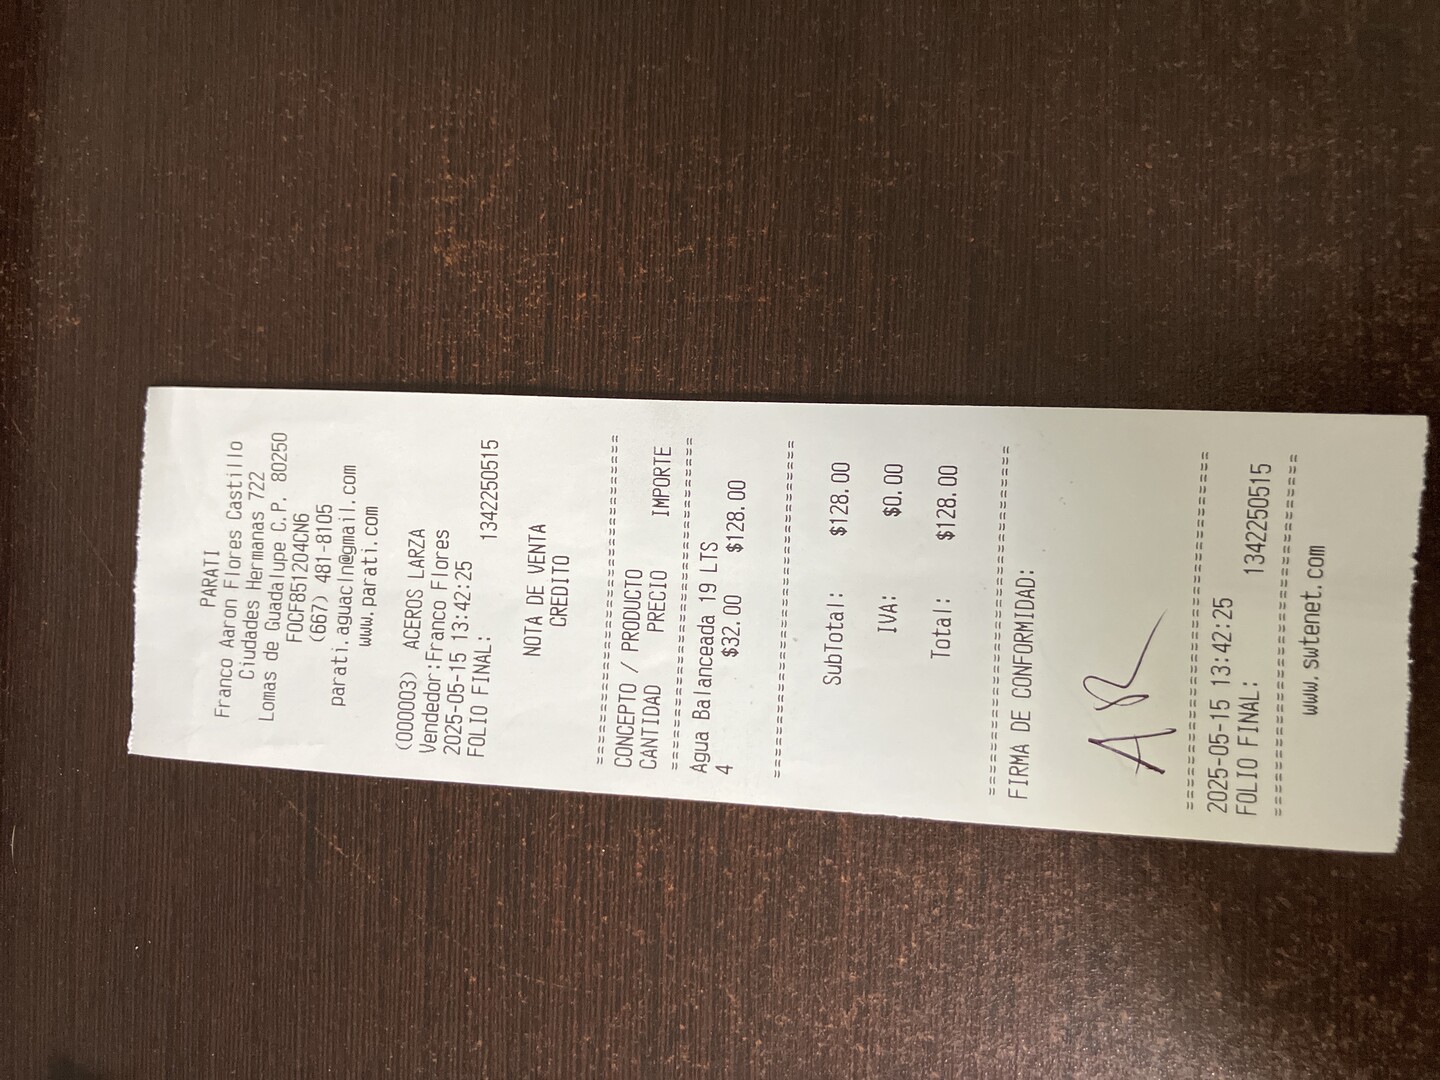 PARATI
Franco Aaron Flores Castillo
Ciudades Hermanas 722
Lomas de Guadalupe C.P. 80250
FOCF851204CN6
(667) 481-8105
parati.aguacln@gmail.com
www.parati.com
(000003) ACEROS LARZA
Vendedor:Franco Flores
2025-05-15 13:42:25
FOLIO FINAL: 1342250515
NOTA DE VENTA
CREDITO
===================================
CONCEPTO / PRODUCTO
CANTIDAD PRECIO IMPORTE
===================================
Agua Balanceada 19 LTS
4 $32.00 $128.00
===================================
SubTotal: $128.00
IVA: $0.00
Total: $128.00
===================================
FIRMA DE CONFORMIDAD:
AR
===================================
2025-05-15 13:42:25
FOLIO FINAL: 1342250515
===================================
www.swtenet.com